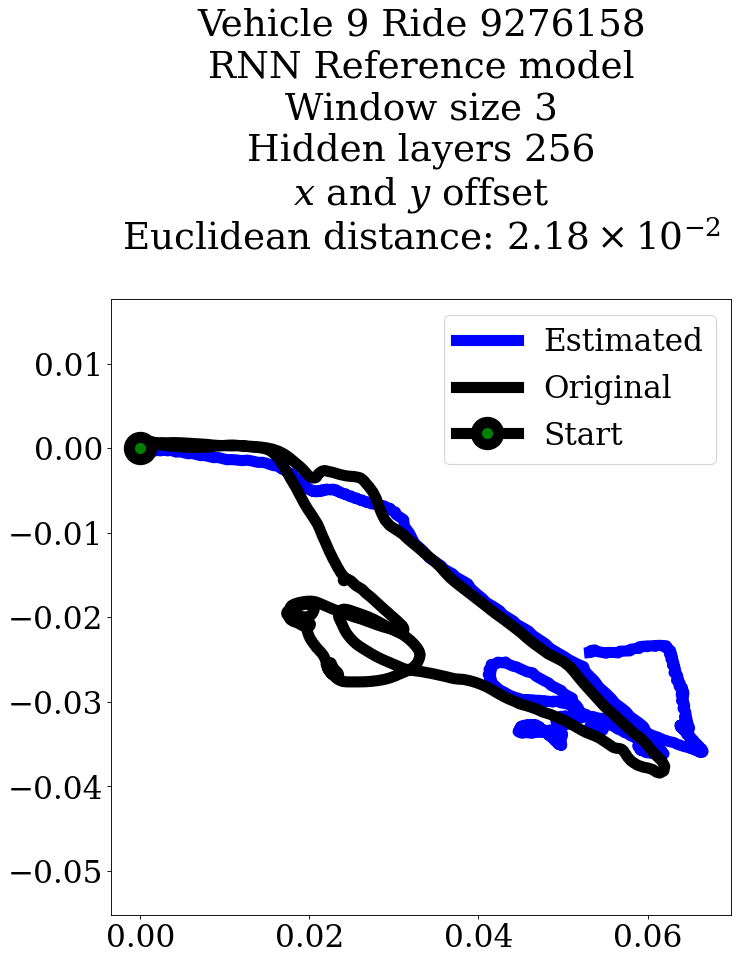 Vehicle 9 Ride 9276158
RNN Reference model
Window size 3
Hidden layers 256
x and y offset
Euclidean distance: 2.18 × 10⁻²
Estimated
Original
Start
0.01
0.00
−0.01
−0.02
−0.03
−0.04
−0.05
0.00 0.02 0.04 0.06